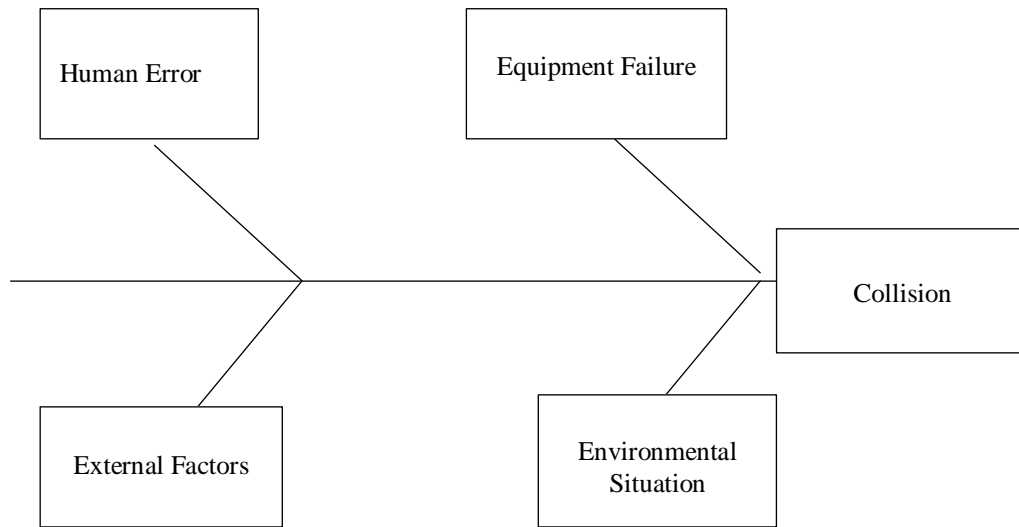 Human Error
Equipment Failure
Collision
External Factors
Environmental
Situation